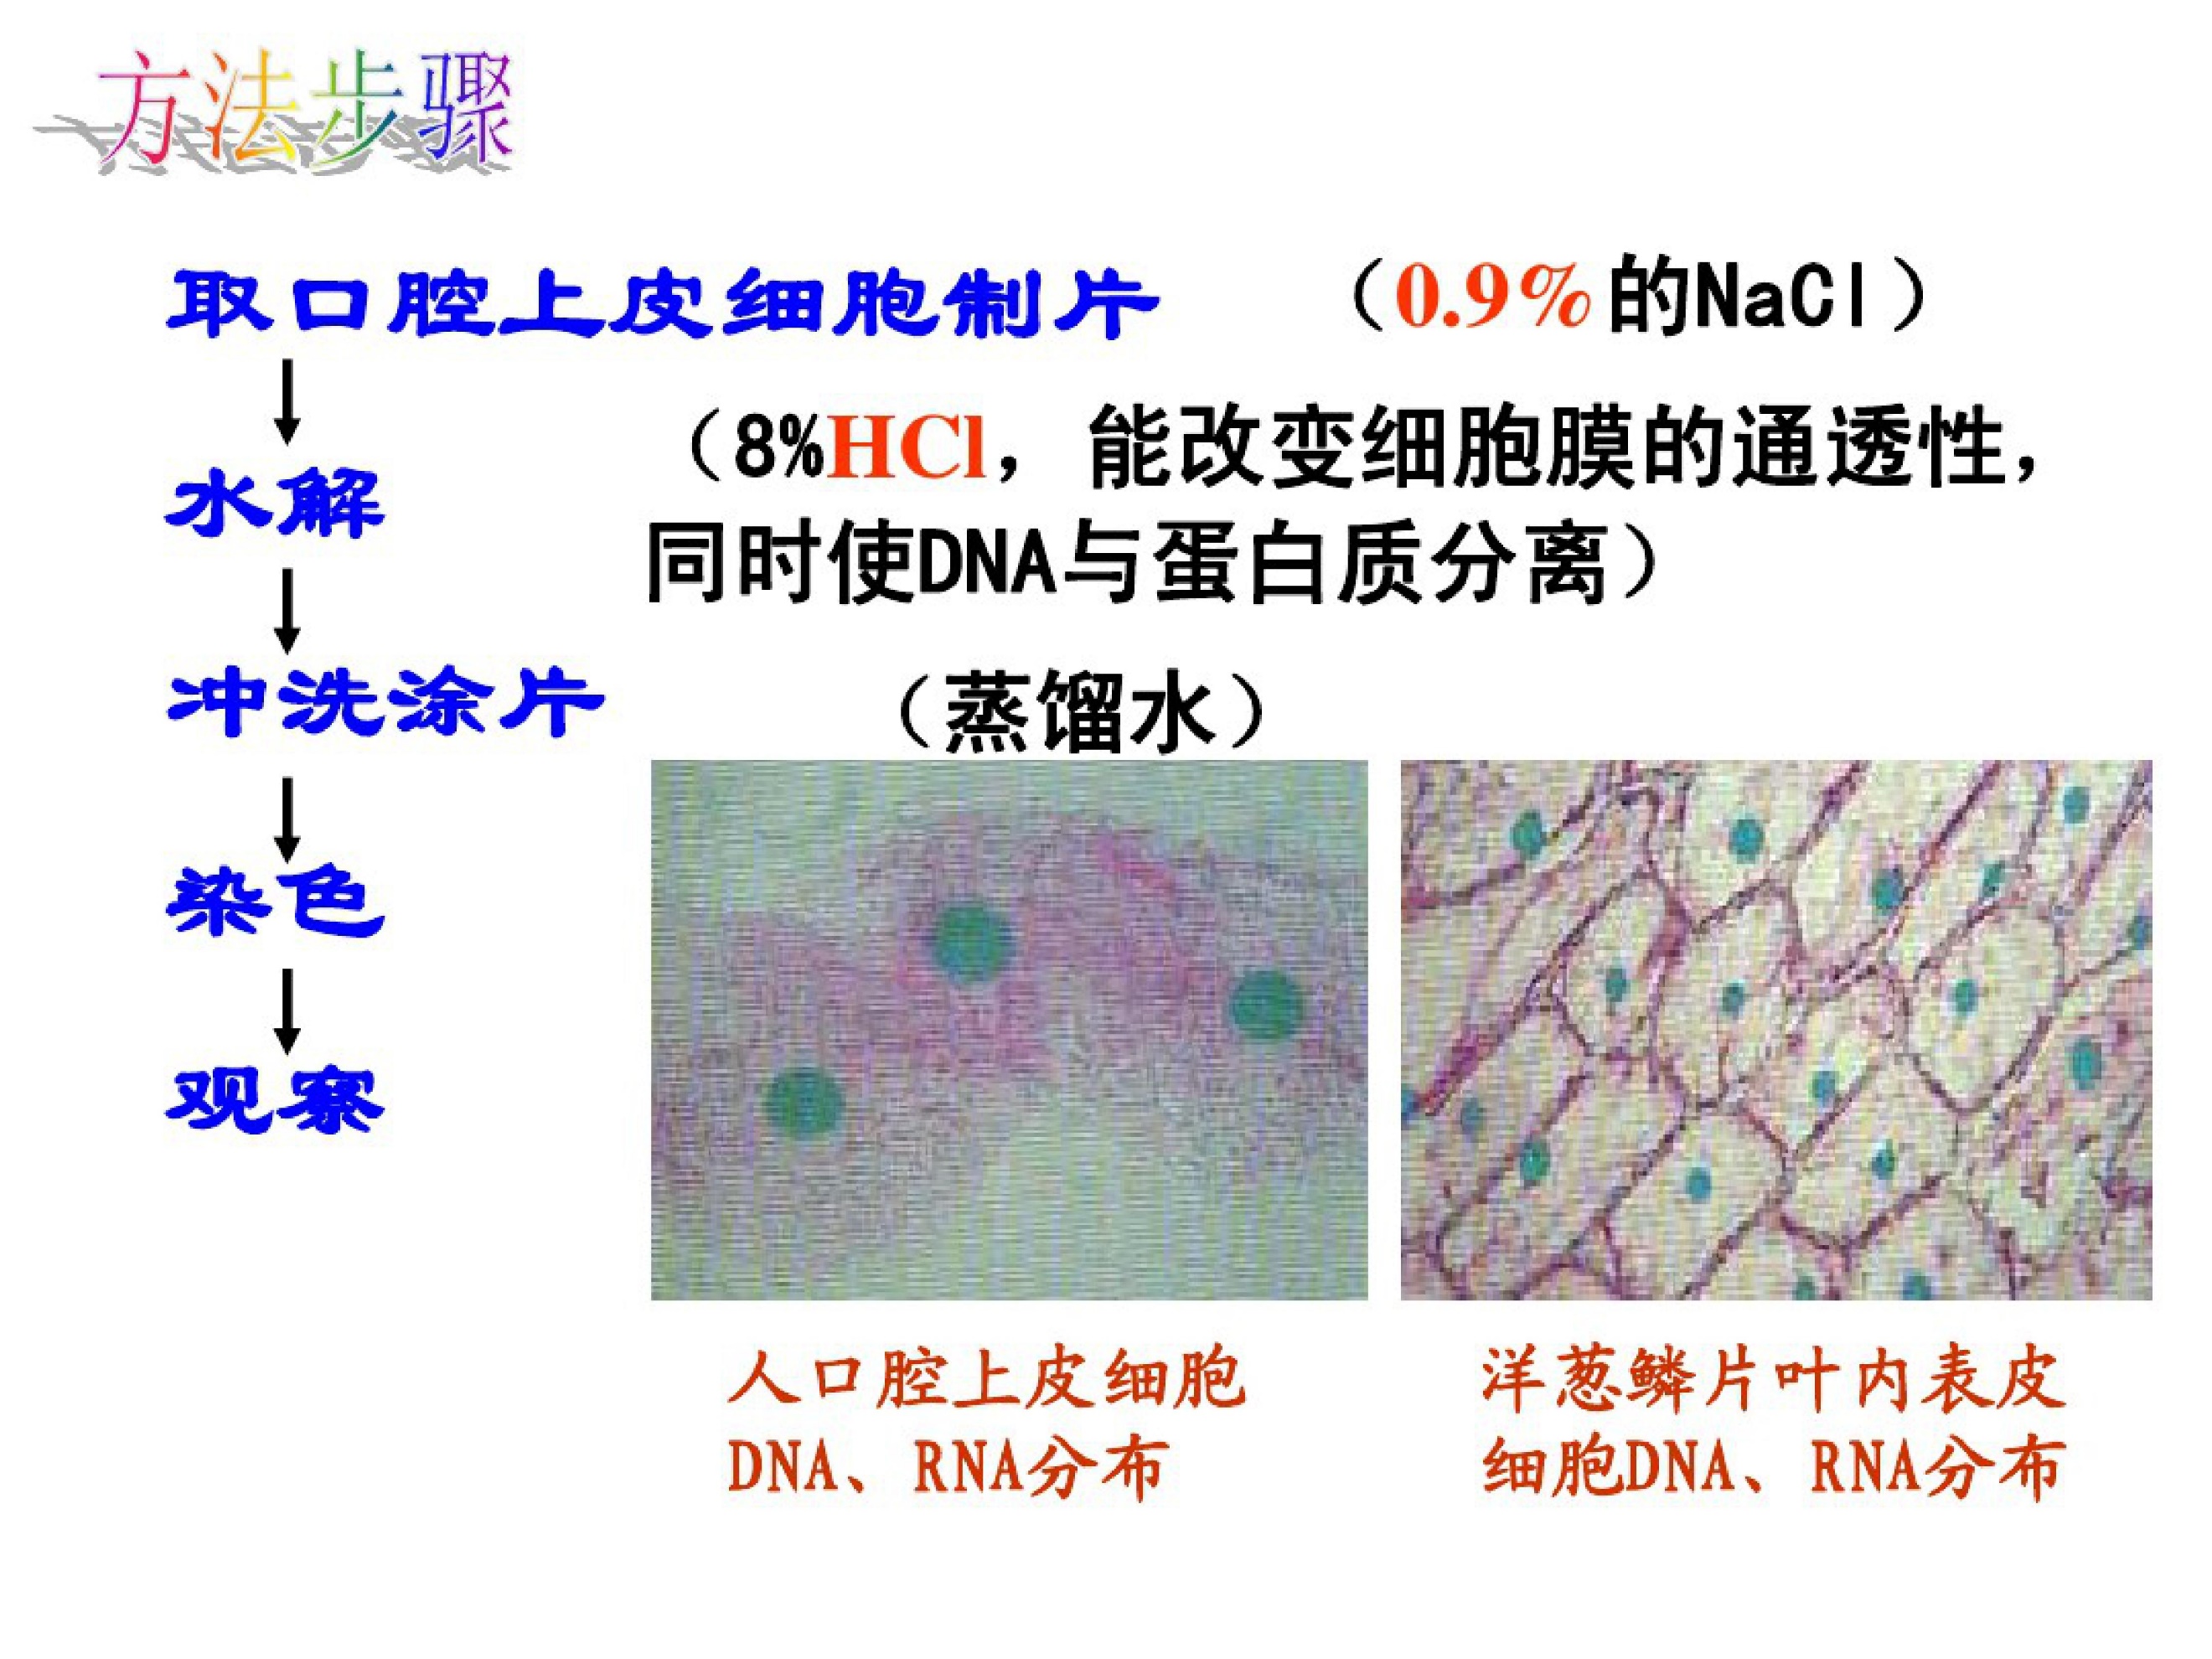 方法步骤
取口腔上皮细胞制片 （0.9%的NaCl）
水解 （8%HCl，能改变细胞膜的通透性，
同时使DNA与蛋白质分离）
冲洗涂片 （蒸馏水）
染色
观察
人口腔上皮细胞
DNA、RNA分布
洋葱鳞片叶内表皮
细胞DNA、RNA分布